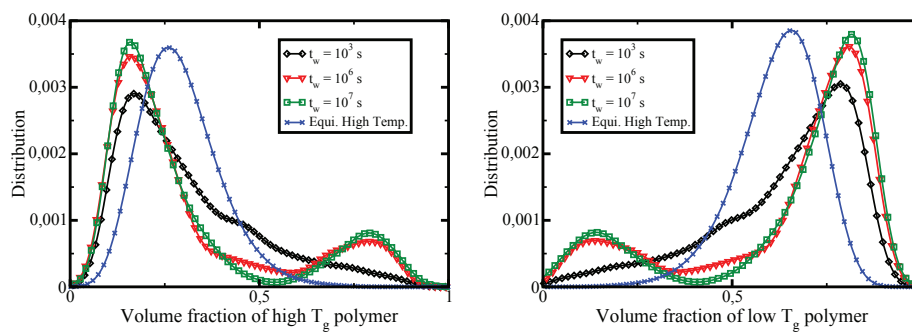 0,004
0,003
0,002
0,001
0
Distribution
t_w = 10^3 s
t_w = 10^6 s
t_w = 10^7 s
Equi. High Temp.
0
0,5
1
Volume fraction of high T_g polymer
0,004
0,003
0,002
0,001
0
Distribution
t_w = 10^3 s
t_w = 10^6 s
t_w = 10^7 s
Equi. High Temp.
0
0,5
Volume fraction of low T_g polymer